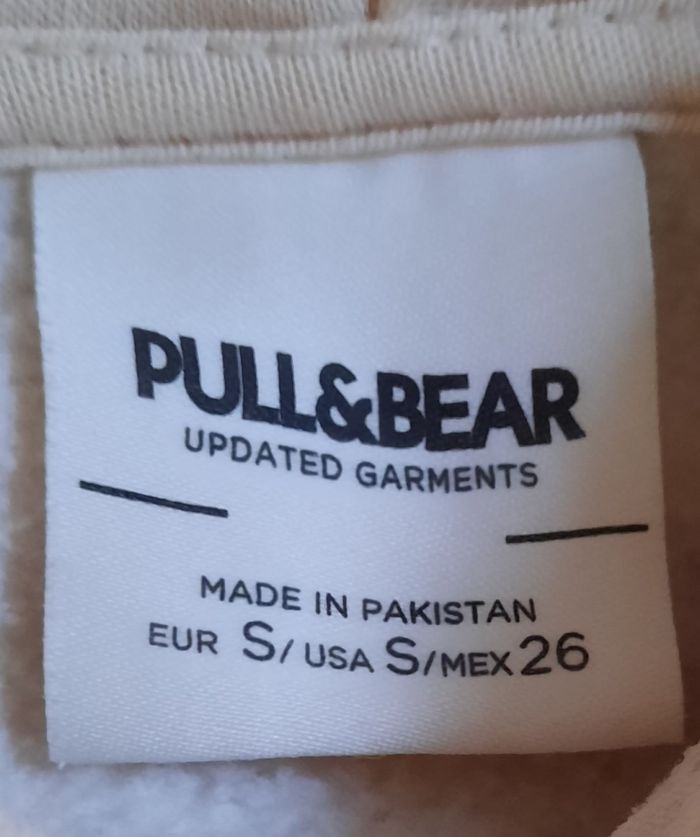 PULL&BEAR
UPDATED GARMENTS
MADE IN PAKISTAN
EUR S/USA S/MEX 26